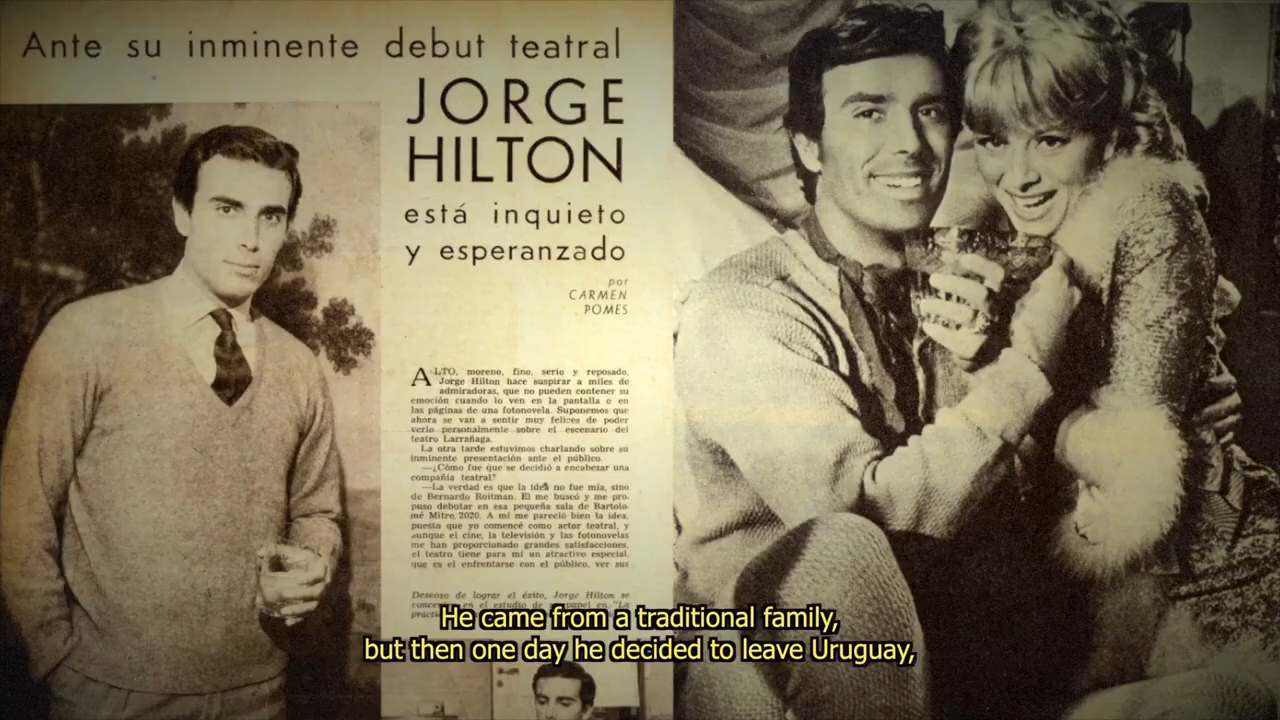 Ante su inminente debut teatral
JORGE
HILTON
está inquieto
y esperanzado
por
CARMEN
POMES
ALTO, moreno, fino, serio y reposado,
Jorge Hilton hace suspirar a miles de
admiradoras, que no pueden contener su
emoción cuando lo ven en la pantalla o en
las páginas de una fotonovela. Suponemos que
ahora se van a sentir muy felices de poder
verlo personalmente sobre el escenario del
teatro Larrañaga.
La otra tarde estuvimos charlando sobre su
inminente presentación ante el público.
—¿Cómo fue que se decidió a encabezar una
compañía teatral?
—La verdad es que la idea no fue mía, sino
de Bernardo Roitman. El me buscó y me pro-
puso debutar en esa pequeña sala de Bartolo-
mé Mitre, 2020. A mí me pareció bien la idea,
puesto que yo comencé como actor teatral, y
aunque el cine, la televisión y las fotonovelas
me han proporcionado grandes satisfacciones,
el teatro tiene para mí un atractivo especial,
que es el enfrentarse con el público, ver sus
Deseoso de lograr el éxito, Jorge Hilton se
en el estudio de papel en "La
He came from a traditional family,
but then one day he decided to leave Uruguay,